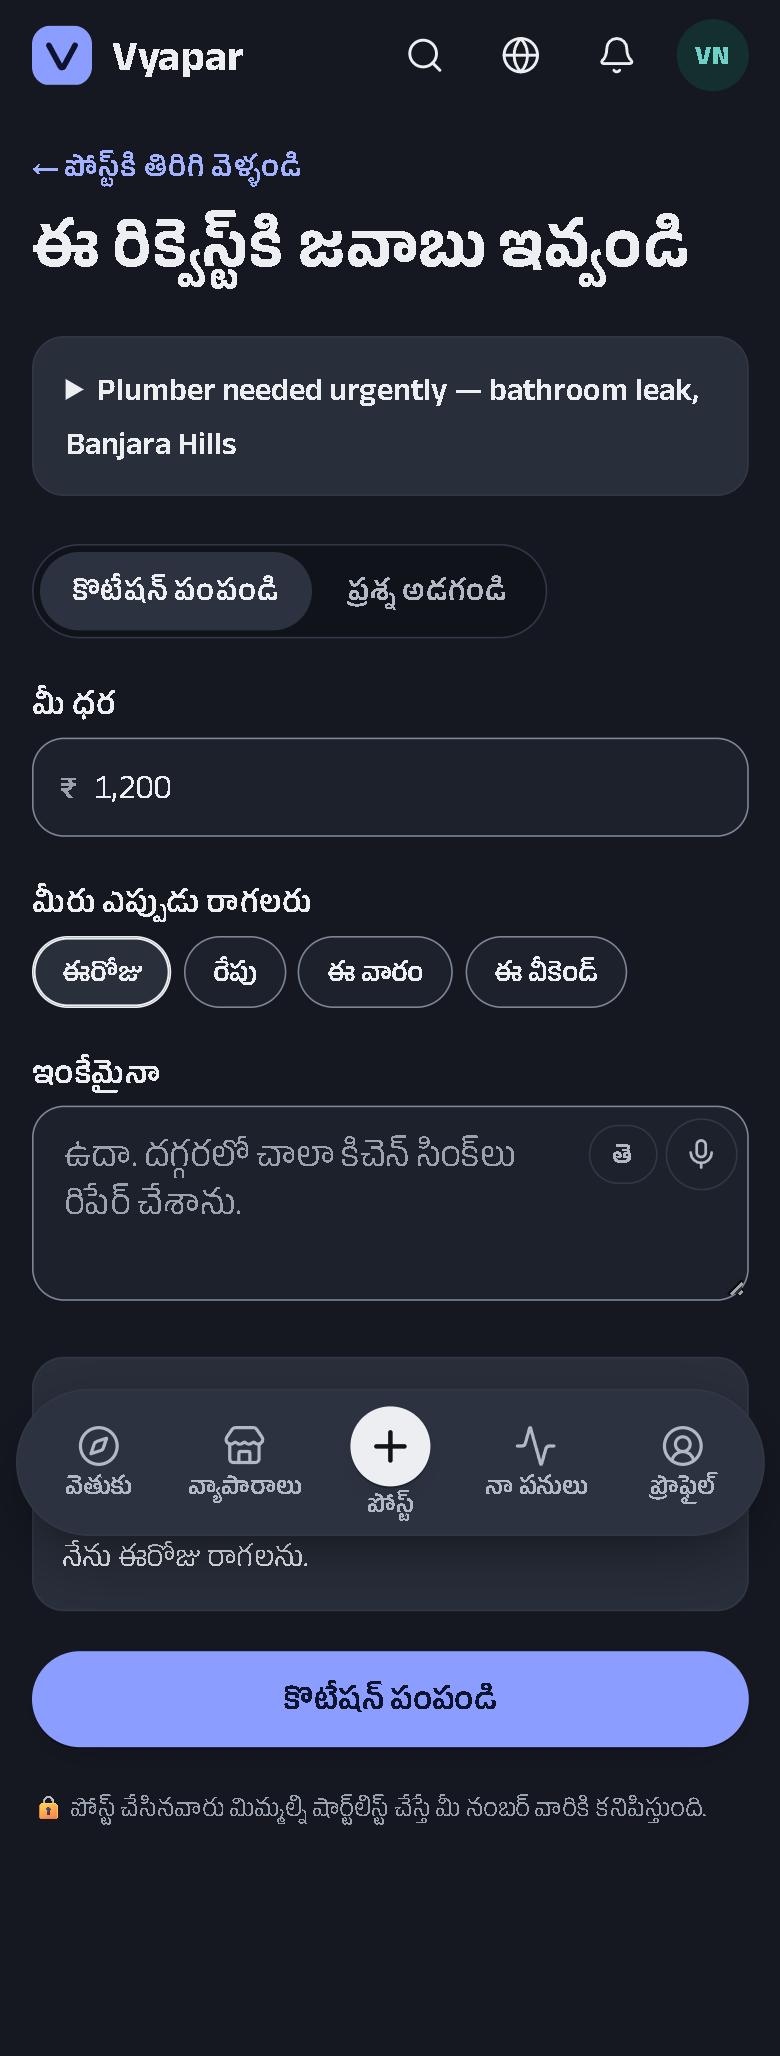 Vyapar
VN
← పోస్ట్‌కి తిరిగి వెళ్ళండి
ఈ రిక్వెస్ట్‌కి జవాబు ఇవ్వండి
▶ Plumber needed urgently — bathroom leak,
Banjara Hills
కొటేషన్ పంపండి
ప్రశ్న అడగండి
మీ ధర
₹ 1,200
మీరు ఎప్పుడు రాగలరు
ఈరోజు
రేపు
ఈ వారం
ఈ వీకెండ్
ఇంకేమైనా
ఉదా. దగ్గరలో చాలా కిచెన్ సింక్‌లు
రిపేర్ చేశాను.
తె
వెతుకు
వ్యాపారాలు
పోస్ట్
నా పనులు
ప్రొఫైల్
నేను ఈరోజు రాగలను.
కొటేషన్ పంపండి
🔒 పోస్ట్ చేసినవారు మిమ్మల్ని షార్ట్‌లిస్ట్ చేస్తే మీ నంబర్ వారికి కనిపిస్తుంది.